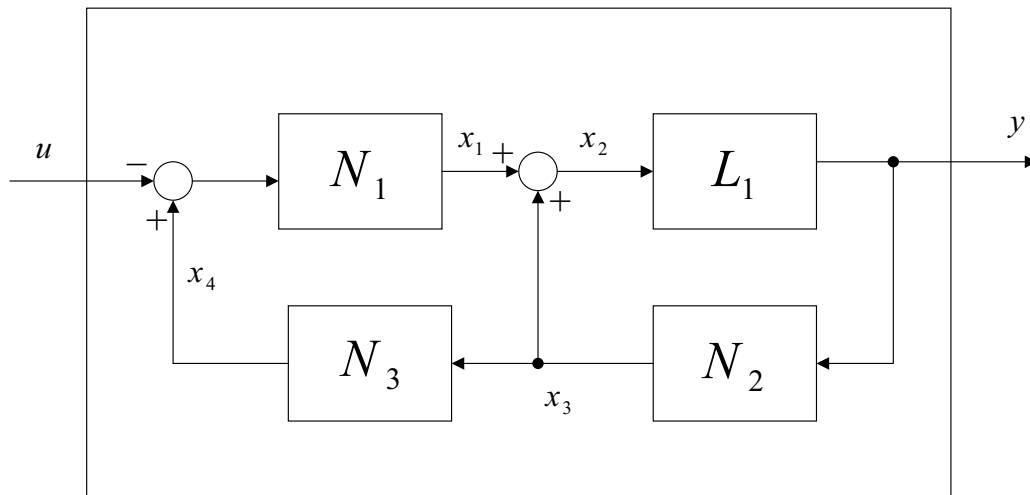 u
−
+
N₁
x₁
+
+
x₂
L₁
y
x₄
N₃
x₃
N₂